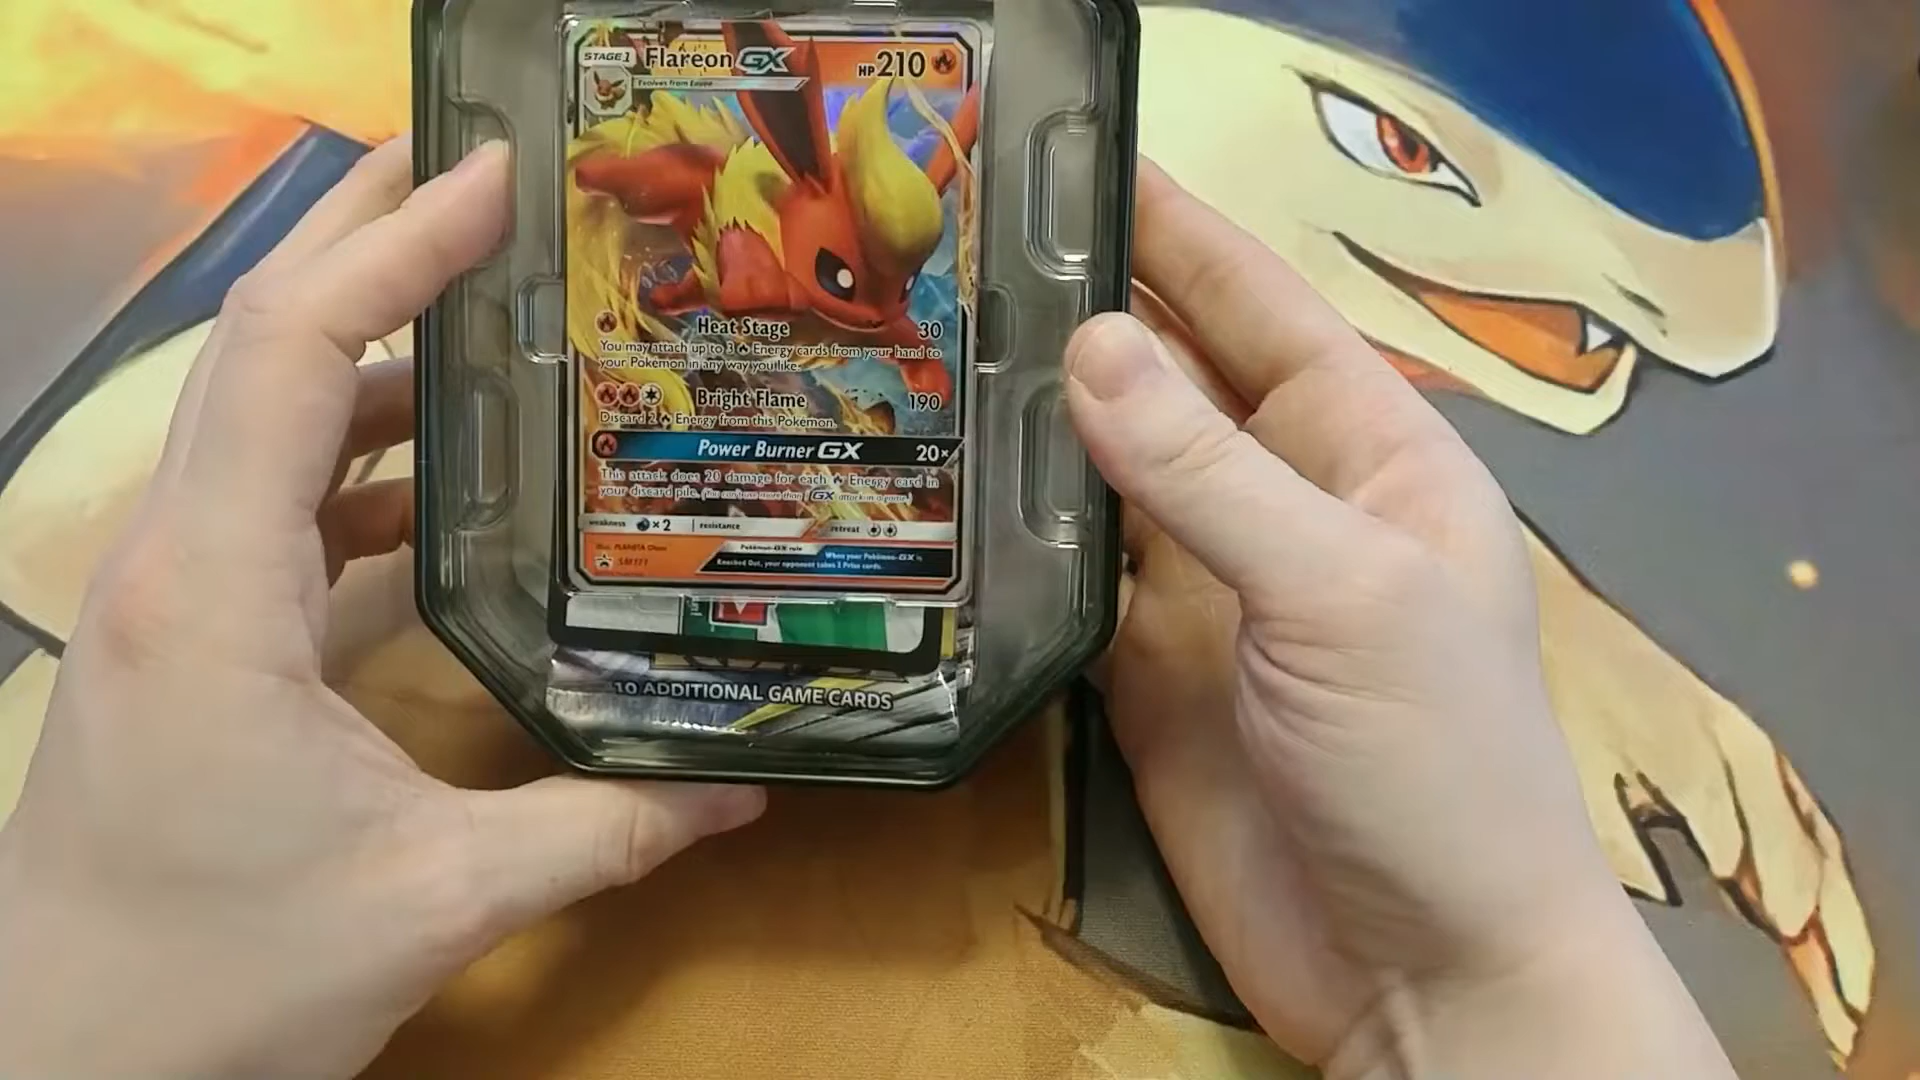 STAGE 1 Flareon GX HP 210
Evolves from Eevee
Heat Stage 30
You may attach up to 3 Energy cards from your hand to
your Pokémon in any way you like.
Bright Flame 190
Discard 2 Energy from this Pokémon.
Power Burner GX 20×
This attack does 20 damage for each Energy card in
your discard pile. (You can't use more than 1 GX attack in a game.)
weakness ×2 resistance retreat
Pokémon-GX rule When your Pokémon-GX is
Knocked Out, your opponent takes 2 Prize cards.
Illus. PLANETA
SM171
10 ADDITIONAL GAME CARDS